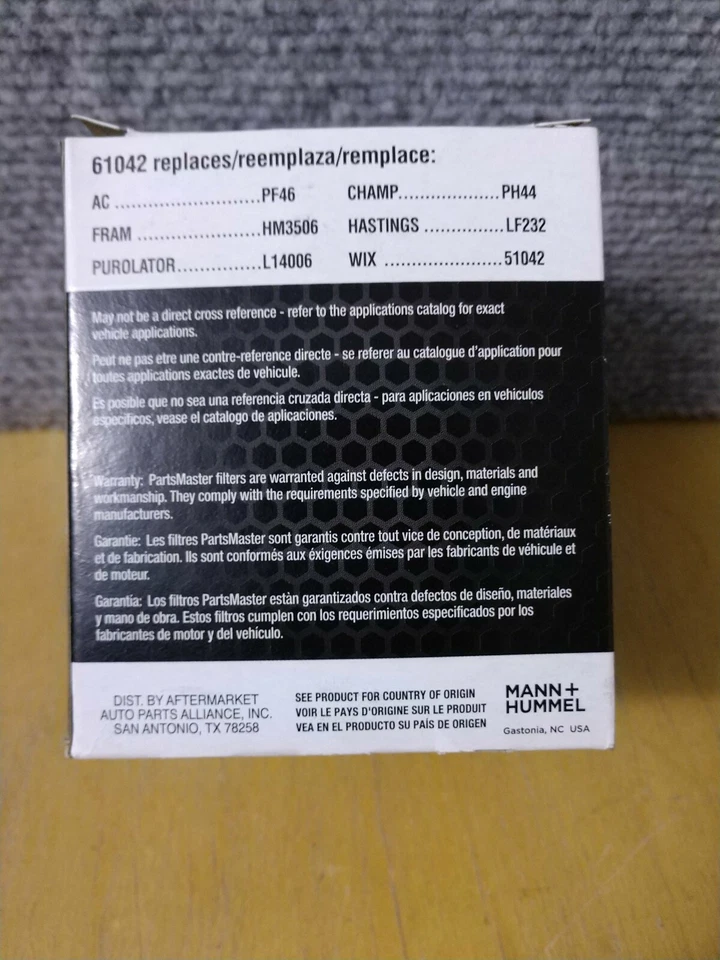 61042 replaces/reemplaza/remplace:
AC ..........................PF46 CHAMP...................PH44
FRAM ......................HM3506 HASTINGS ...............LF232
PUROLATOR...............L14006 WIX ......................51042
May not be a direct cross reference - refer to the applications catalog for exact
vehicle applications.
Peut ne pas etre une contre-reference directe - se referer au catalogue d'application pour
toutes applications exactes de vehicule.
Es posible que no sea una referencia cruzada directa - para aplicaciones en vehiculos
especificos, vease el catalogo de aplicaciones.
Warranty: PartsMaster filters are warranted against defects in design, materials and
workmanship. They comply with the requirements specified by vehicle and engine
manufacturers.
Garantie: Les filtres PartsMaster sont garantis contre tout vice de conception, de matériaux
et de fabrication. Ils sont conformés aux éxigences émises par les fabricants de véhicule et
de moteur.
Garantia: Los filtros PartsMaster estàn garantizados contra defectos de diseño, materiales
y mano de obra. Estos filtros cumplen con los requerimientos especificados por los
fabricantes de motor y del vehículo.
DIST. BY AFTERMARKET
AUTO PARTS ALLIANCE, INC.
SAN ANTONIO, TX 78258
SEE PRODUCT FOR COUNTRY OF ORIGIN
VOIR LE PAYS D'ORIGINE SUR LE PRODUIT
VEA EN EL PRODUCTO SU PAÍS DE ORIGEN
MANN+
HUMMEL
Gastonia, NC USA